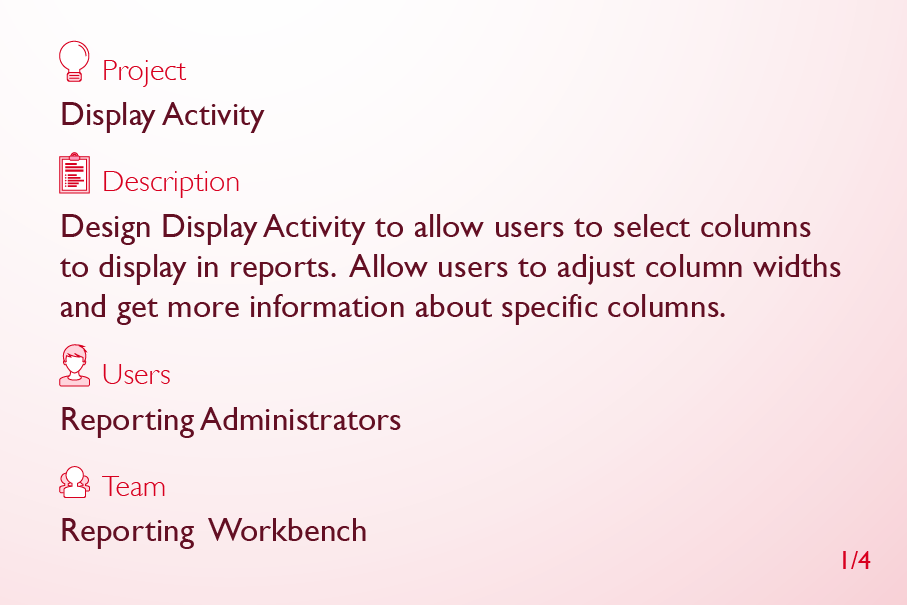 Project
Display Activity
Description
Design Display Activity to allow users to select columns
to display in reports.  Allow users to adjust column widths
and get more information about specific columns.
Users
Reporting Administrators
Team
Reporting  Workbench
1/4